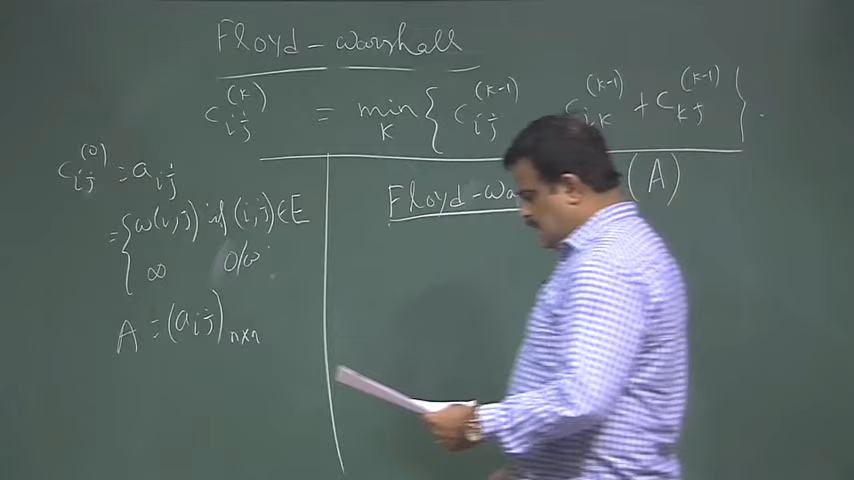 Floyd - Warshall
c_{ij}^{(k)} = min_K { c_{ij}^{(k-1)} c_{ik}^{(k-1)} + c_{kj}^{(k-1)} }.
c_{ij}^{(0)} = a_{ij}
= { w(i,j) if (i,j) ∈ E
∞ o/w
A = (a_{ij})_{n×n}
Floyd - Wa (A)